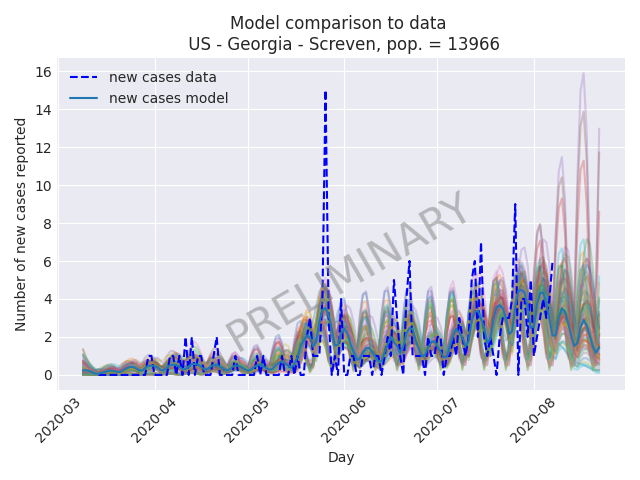 Model comparison to data
US - Georgia - Screven, pop. = 13966
new cases data
new cases model
Number of new cases reported
16
14
12
10
8
6
4
2
0
PRELIMINARY
2020-03
2020-04
2020-05
2020-06
2020-07
2020-08
Day